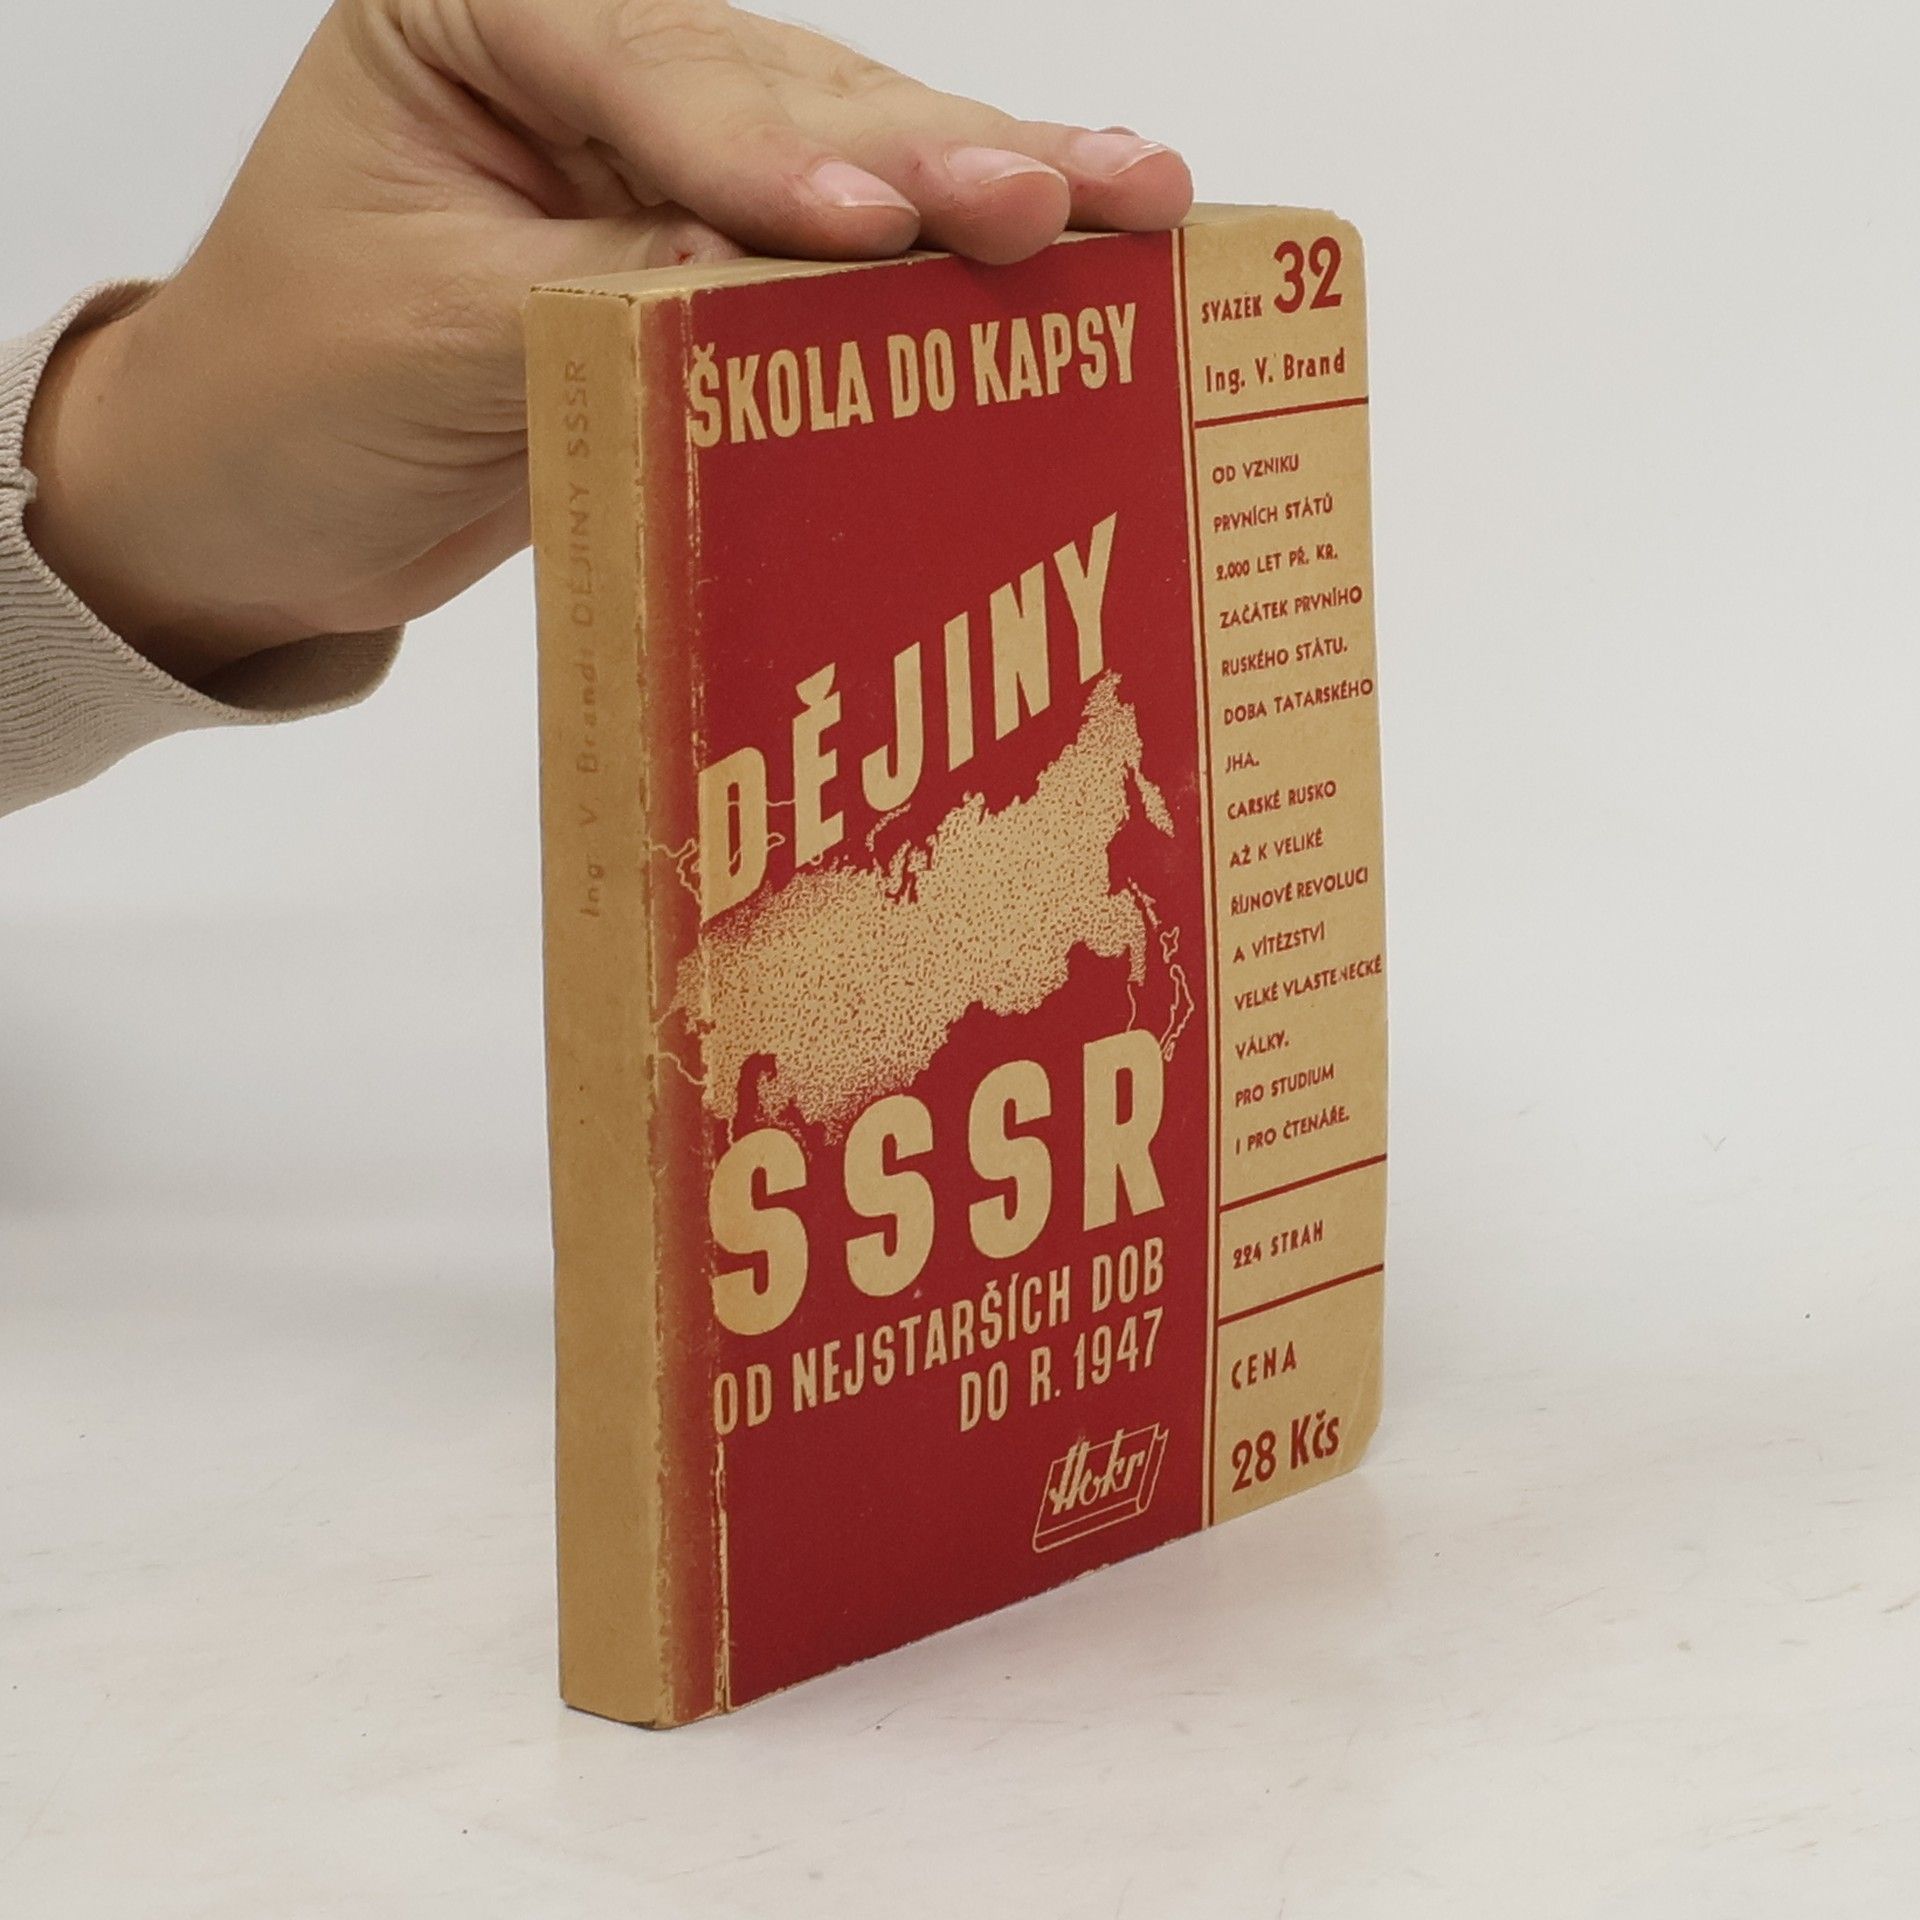 Ing. V. Brand: DĚJINY SSSR
ŠKOLA DO KAPSY
DĚJINY
SSSR
OD NEJSTARŠÍCH DOB
DO R. 1947
Hokr
SVAZEK 32
Ing. V. Brand
OD VZNIKU
PRVNÍCH STÁTŮ
2.000 LET PŘ. KR.
ZAČÁTEK PRVNÍHO
RUSKÉHO STÁTU.
DOBA TATARSKÉHO
JHA.
CARSKÉ RUSKO
AŽ K VELIKÉ
ŘÍJNOVÉ REVOLUCI
A VÍTĚZSTVÍ
VELKÉ VLASTENECKÉ
VÁLKY.
PRO STUDIUM
I PRO ČTENÁŘE.
224 STRAN
CENA
28 Kčs